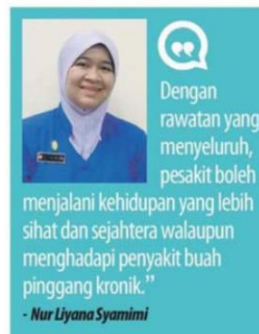 Dengan
rawatan yang
menyeluruh,
pesakit boleh
menjalani kehidupan yang lebih
sihat dan sejahtera walaupun
menghadapi penyakit buah
pinggang kronik.”
- Nur Liyana Syamimi